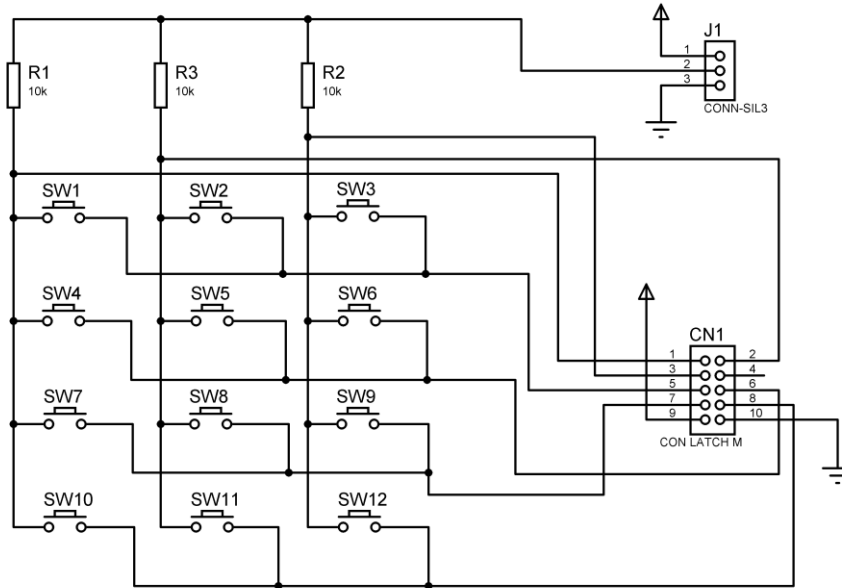 J1
1
2
3
CONN-SIL3
R1
10k
R3
10k
R2
10k
SW1
SW2
SW3
SW4
SW5
SW6
CN1
1 2
3 4
5 6
7 8
9 10
CON LATCH M
SW7
SW8
SW9
SW10
SW11
SW12